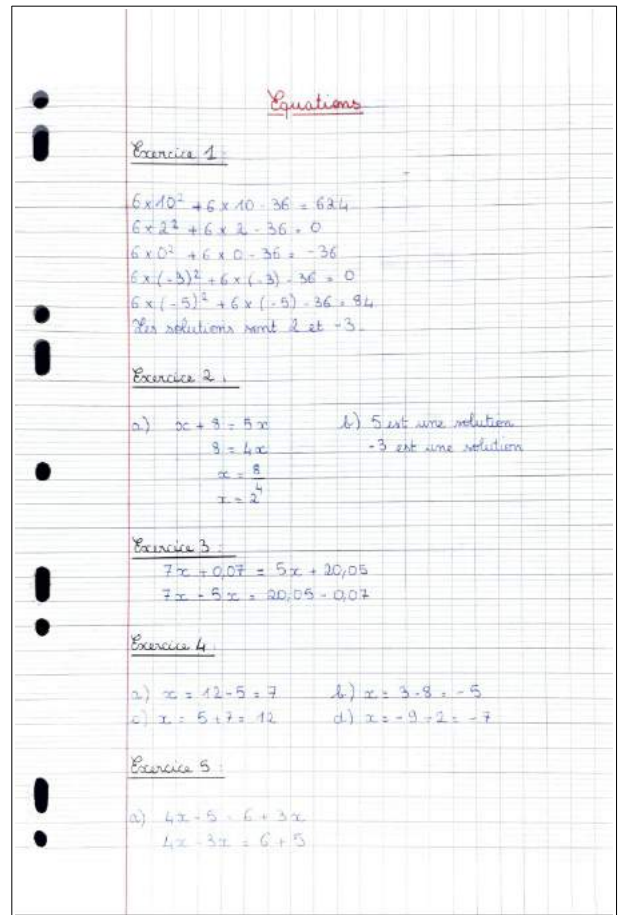 Equations
Exercice 1 :
6 x 10² + 6 x 10 - 36 = 624
6 x 2² + 6 x 2 - 36 = 0
6 x 0² + 6 x 0 - 36 = -36
6 x (-3)² + 6 x (-3) - 36 = 0
6 x (-5)² + 6 x (-5) - 36 = 84
Les solutions sont 2 et -3.
Exercice 2 :
a) x + 8 = 5x
8 = 4x
x = 8/4
x = 2
b) 5 est une solution
-3 est une solution
Exercice 3 :
7x + 0,07 = 5x + 20,05
7x - 5x = 20,05 - 0,07
Exercice 4 :
a) x = 12 - 5 = 7 b) x = 3 - 8 = -5
c) x = 5 + 7 = 12 d) x = -9 + 2 = -7
Exercice 5 :
a) 4x - 5 = 6 + 3x
4x - 3x = 6 + 5